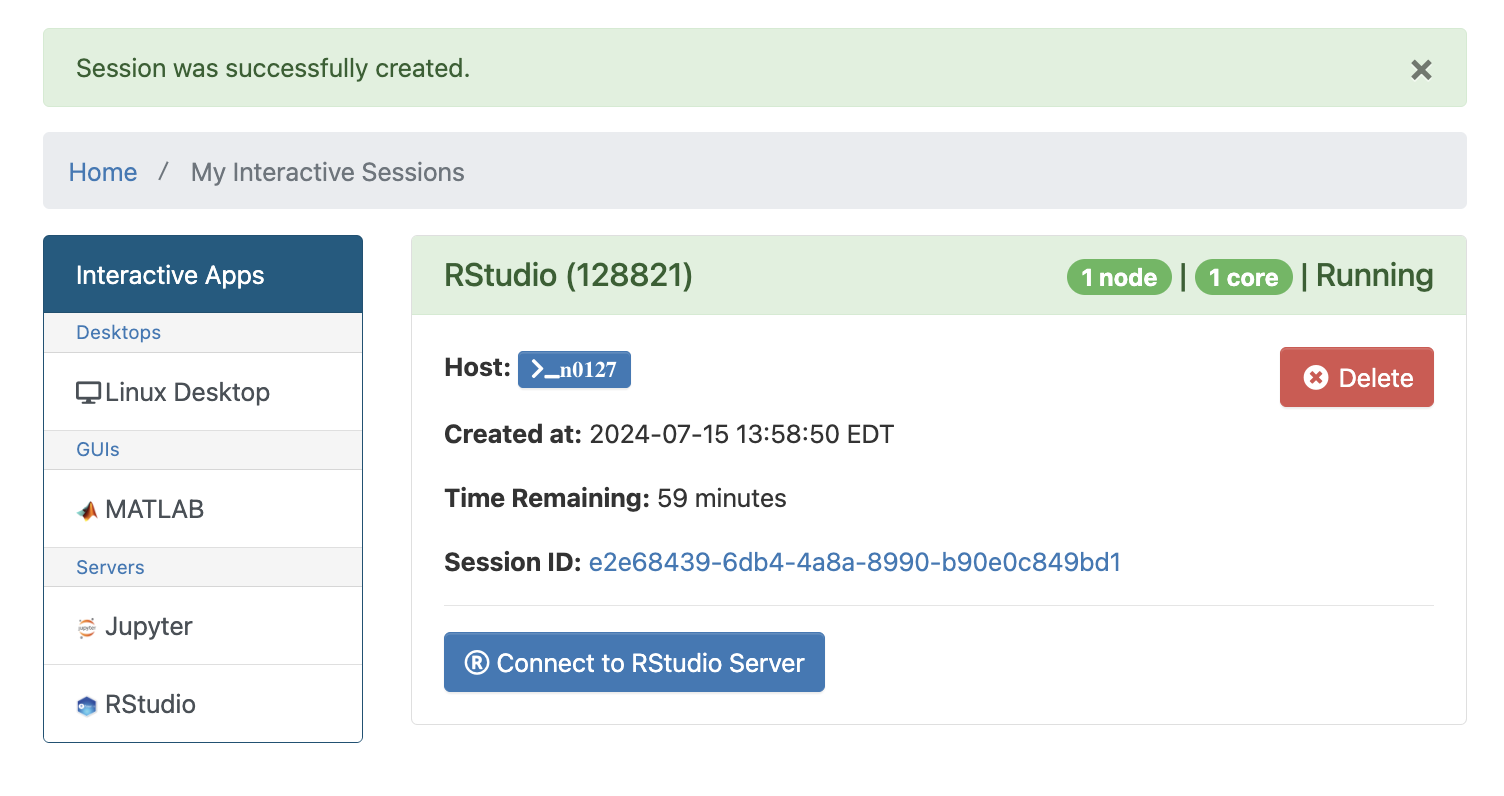 Session was successfully created.
Home / My Interactive Sessions
Interactive Apps
Desktops
Linux Desktop
GUIs
MATLAB
Servers
Jupyter
RStudio
RStudio (128821) 1 node | 1 core | Running
Host: >_n0127
Delete
Created at: 2024-07-15 13:58:50 EDT
Time Remaining: 59 minutes
Session ID: e2e68439-6db4-4a8a-8990-b90e0c849bd1
® Connect to RStudio Server